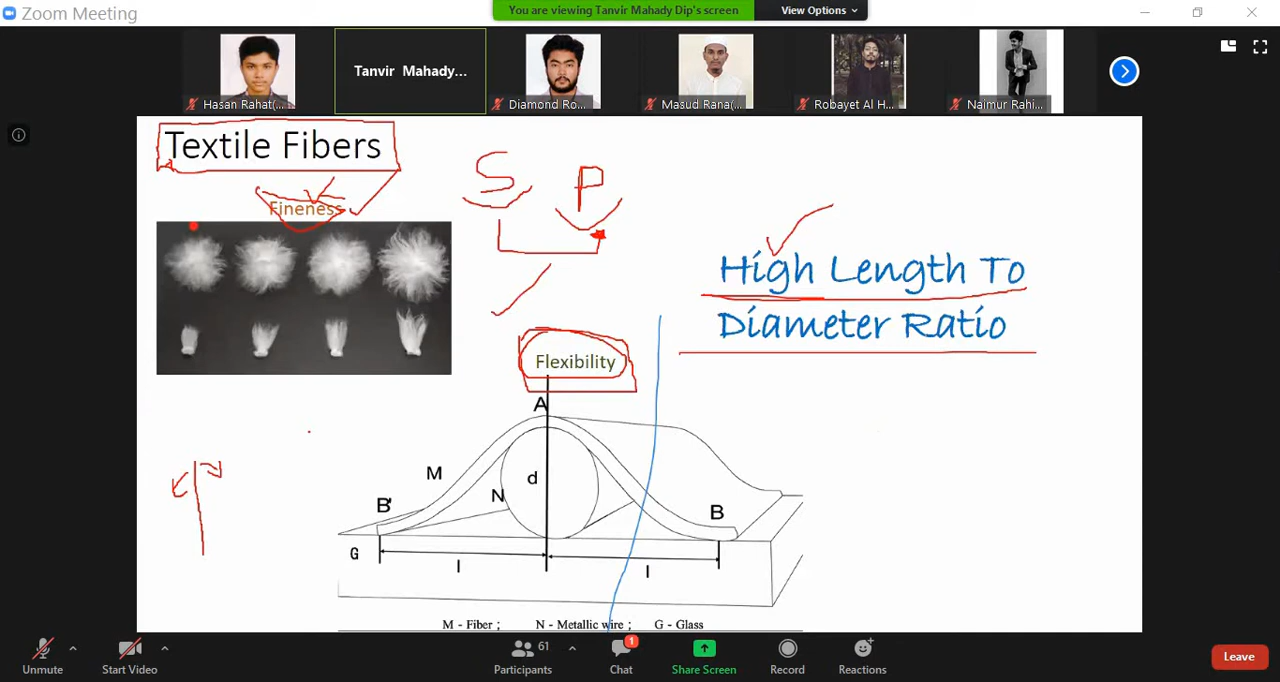 Zoom Meeting
You are viewing Tanvir Mahady Dip's screen
View Options
Hasan Rahat(...
Tanvir Mahady...
Diamond Ro...
Masud Rana(...
Robayet Al H...
Naimur Rahi...
Textile Fibers
S P
Fineness
High Length To
Diameter Ratio
Flexibility
A
M
d
B'
N
B
G
l
l
M - Fiber ; N - Metallic wire ; G - Glass
Unmute
Start Video
61
Participants
1
Chat
Share Screen
Record
Reactions
Leave